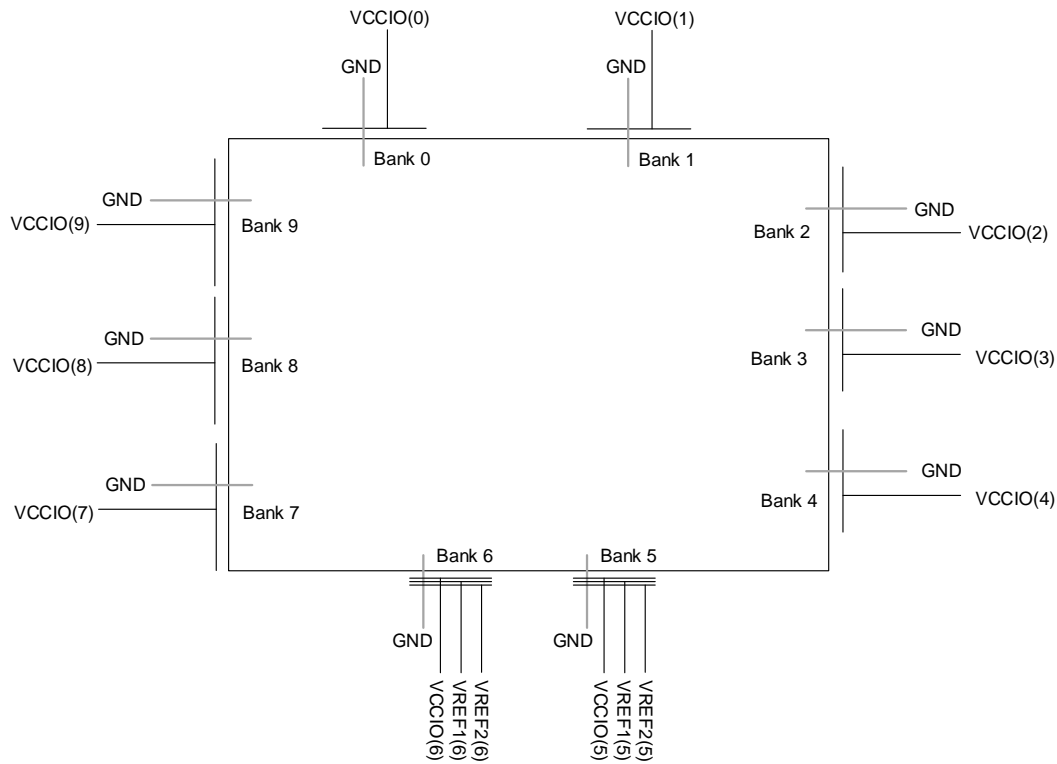 VCCIO(0)
VCCIO(1)
GND
GND
Bank 0
Bank 1
GND
VCCIO(9)
Bank 9
GND
Bank 2
VCCIO(2)
GND
VCCIO(8)
Bank 8
GND
Bank 3
VCCIO(3)
GND
VCCIO(7)
Bank 7
GND
Bank 4
VCCIO(4)
Bank 6
Bank 5
GND
GND
VCCIO(6)
VREF1(6)
VREF2(6)
VCCIO(5)
VREF1(5)
VREF2(5)